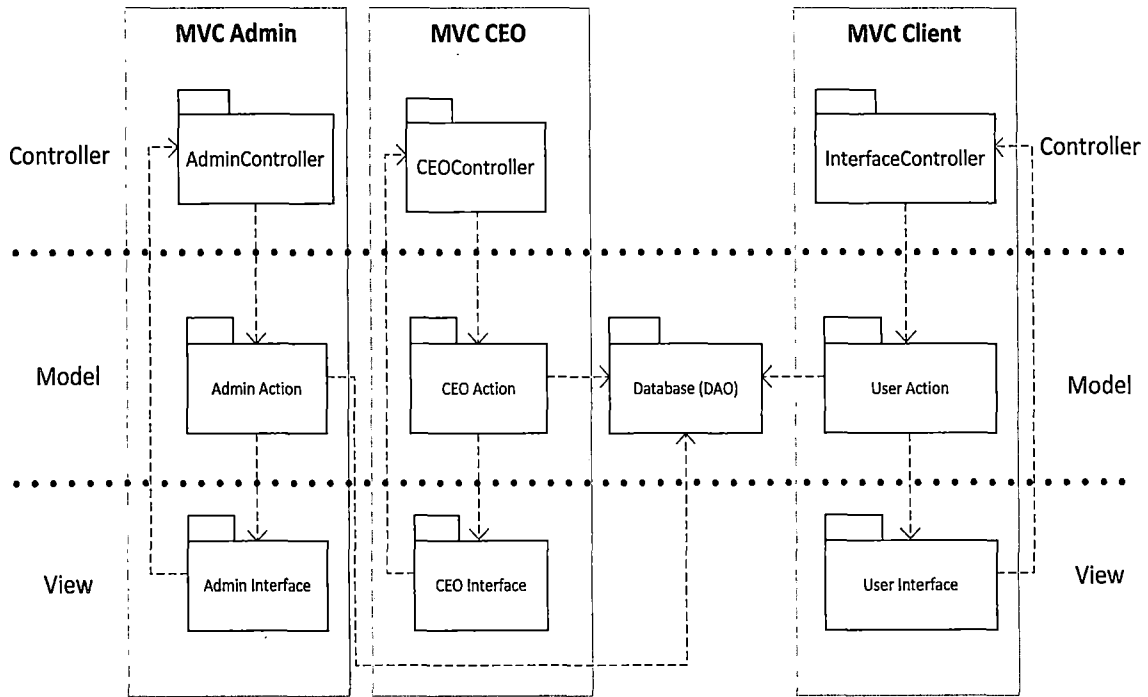 MVC Admin
MVC CEO
MVC Client
Controller
AdminController
CEOController
InterfaceController
Controller
Model
Admin Action
CEO Action
Database (DAO)
User Action
Model
View
Admin Interface
CEO Interface
User Interface
View